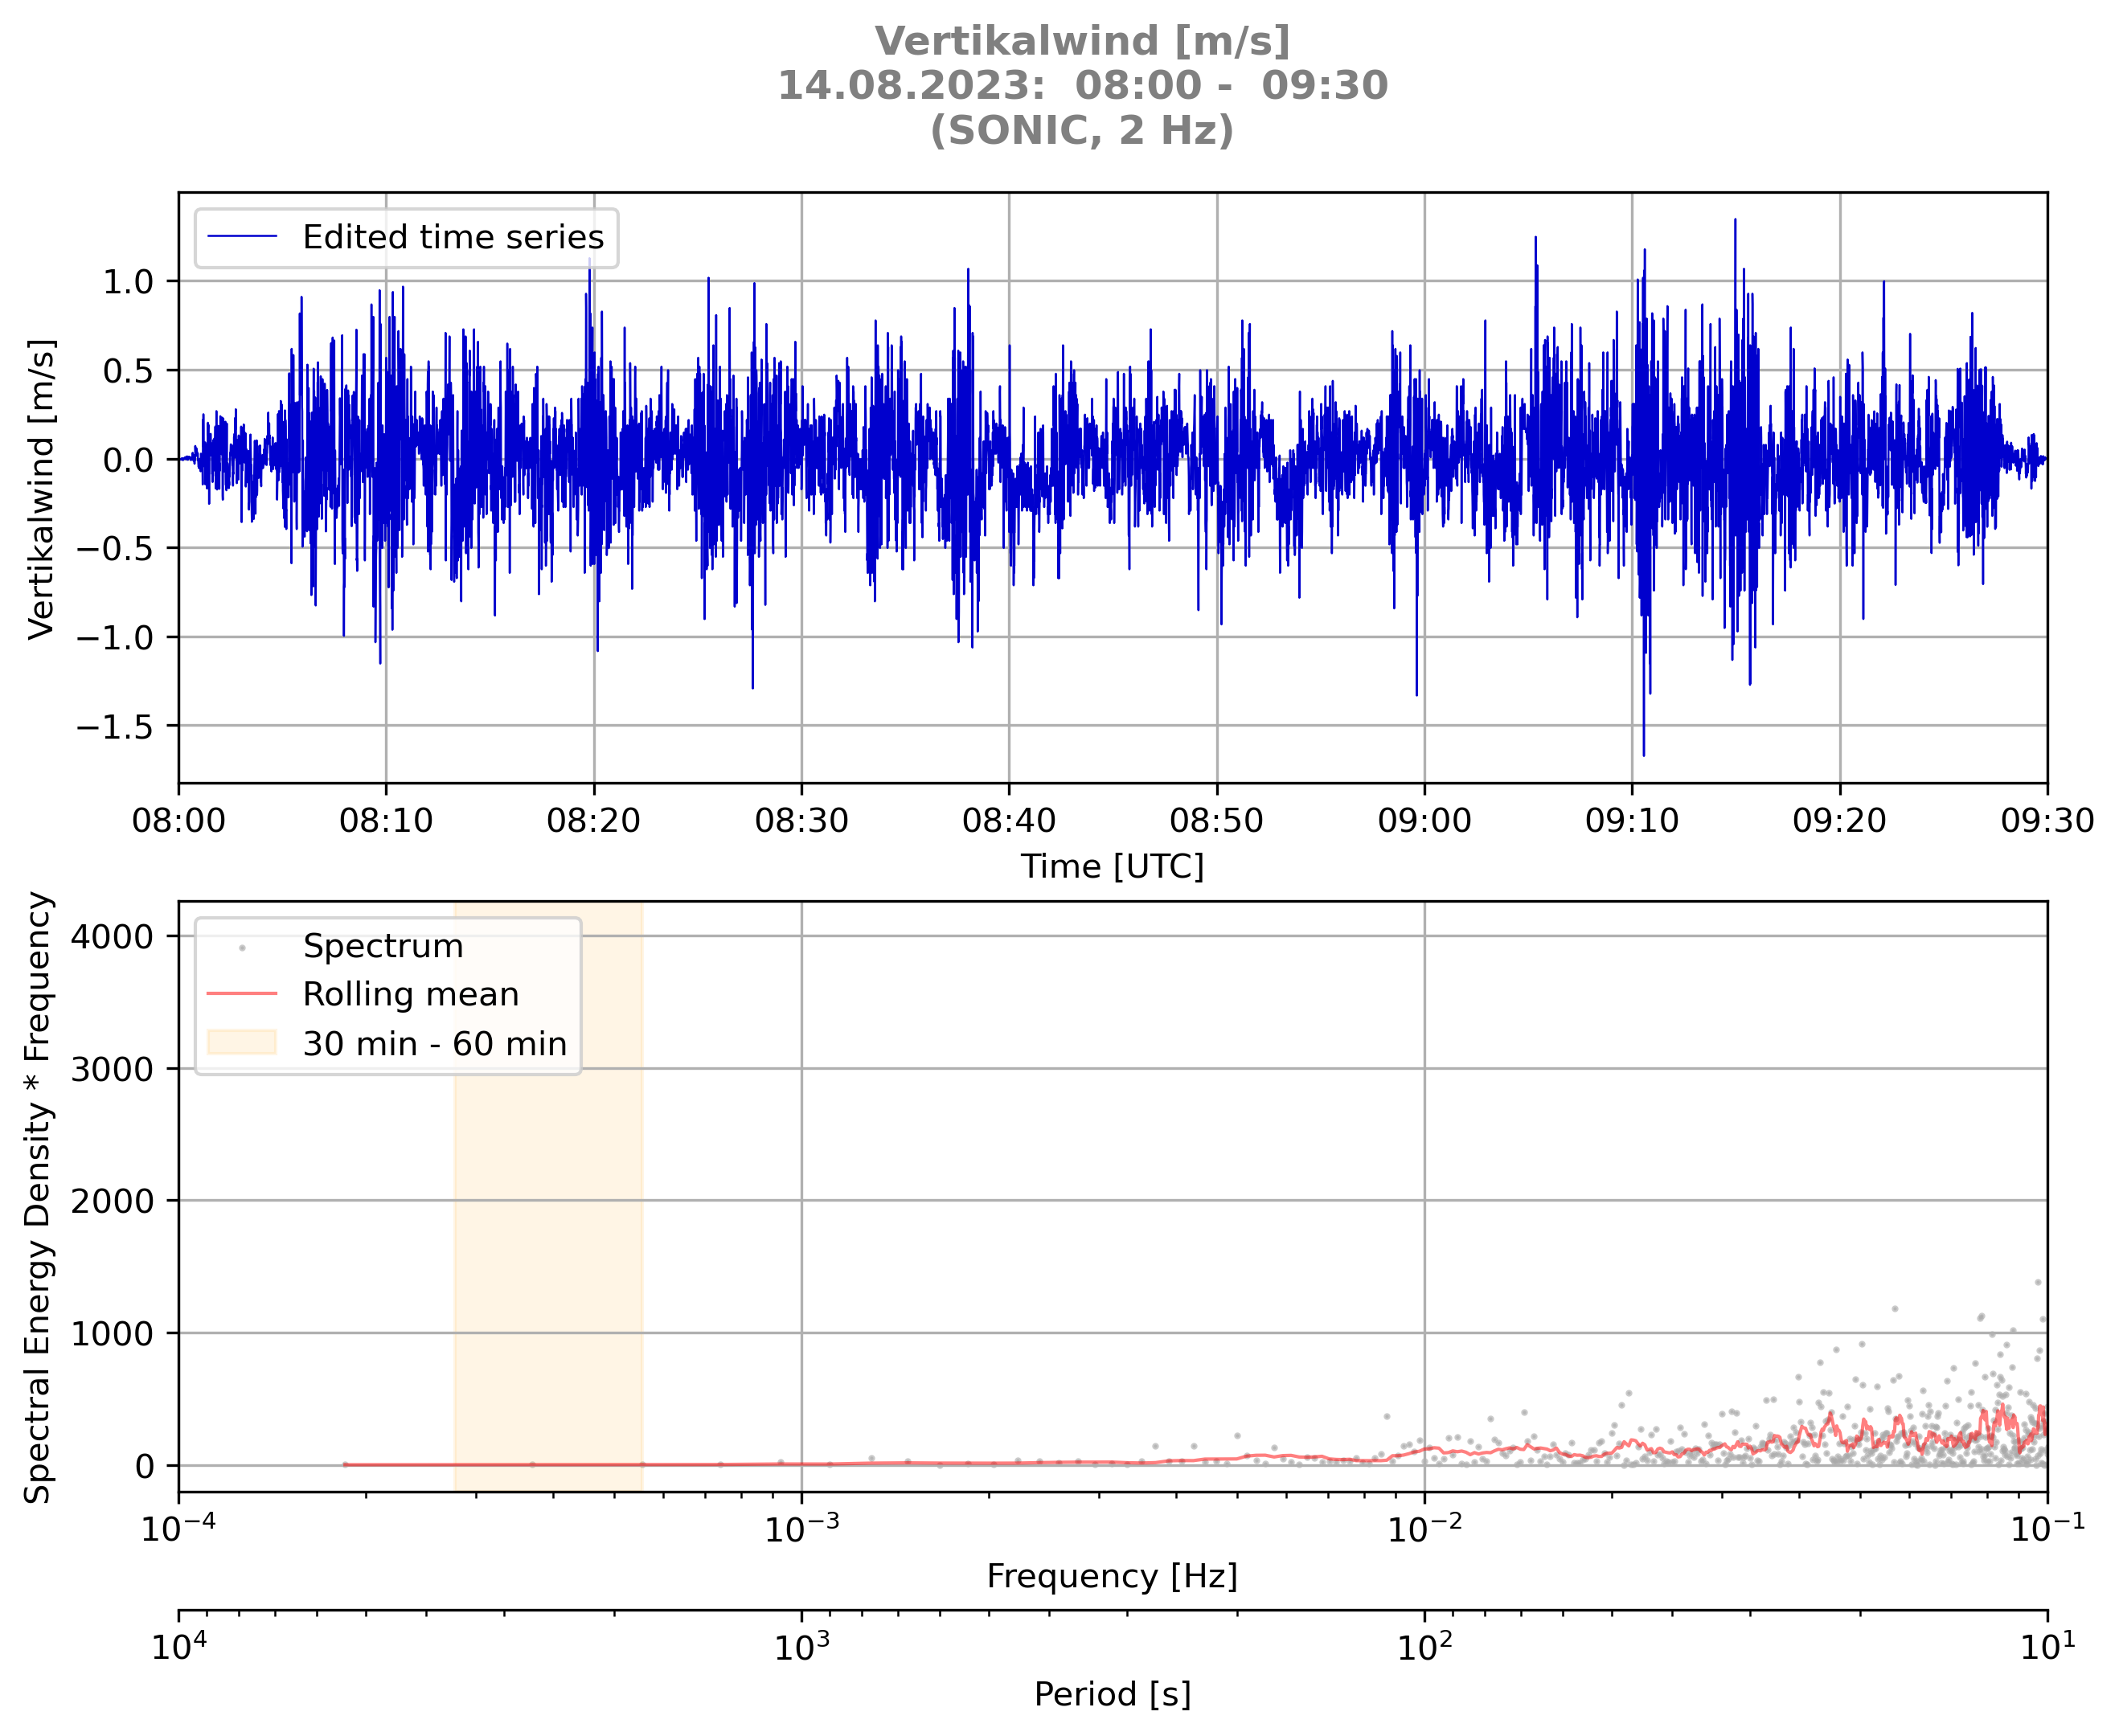 Vertikalwind [m/s]
14.08.2023:  08:00 -  09:30
(SONIC, 2 Hz)
Edited time series
Vertikalwind [m/s]
1.0
0.5
0.0
−0.5
−1.0
−1.5
08:00 08:10 08:20 08:30 08:40 08:50 09:00 09:10 09:20 09:30
Time [UTC]
Spectrum
Rolling mean
30 min - 60 min
Spectral Energy Density * Frequency
4000
3000
2000
1000
0
10⁻⁴ 10⁻³ 10⁻² 10⁻¹
Frequency [Hz]
10⁴ 10³ 10² 10¹
Period [s]